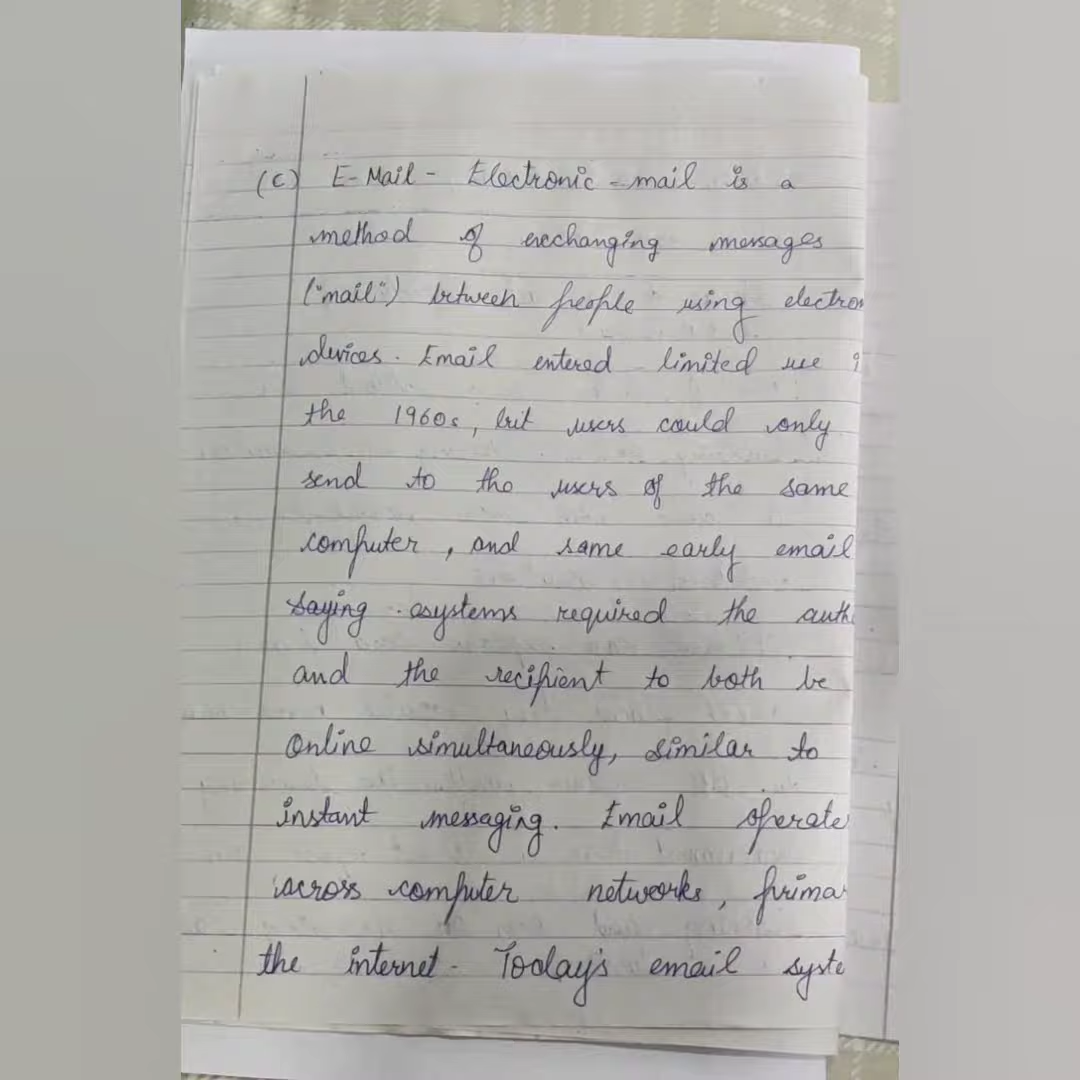 (C) E-Mail - Electronic-mail is a
method of exchanging messages
("mail") between people using electron
devices. Email entered limited use i
the 1960s, but users could only
send to the users of the same
computer, and same early email
saying systems required the auth
and the recipient to both be
online simultaneously, similar to
instant messaging. Email operate
across computer networks, prima
the internet. Today's email syste